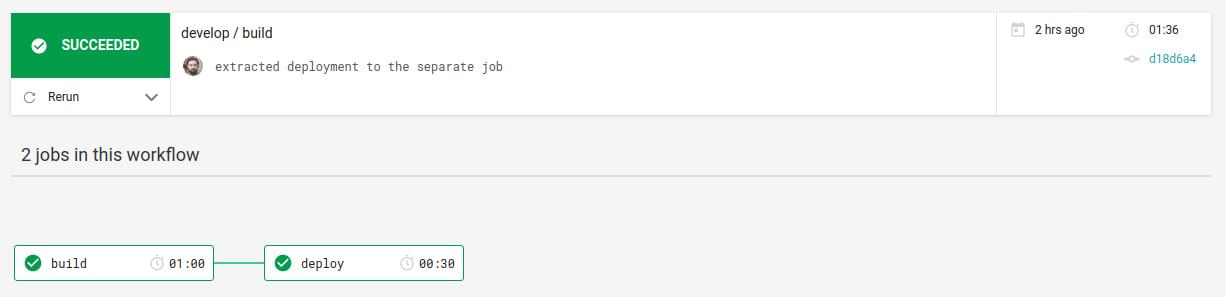 SUCCEEDED
develop / build
2 hrs ago
01:36
extracted deployment to the separate job
d18d6a4
Rerun
2 jobs in this workflow
build 01:00
deploy 00:30